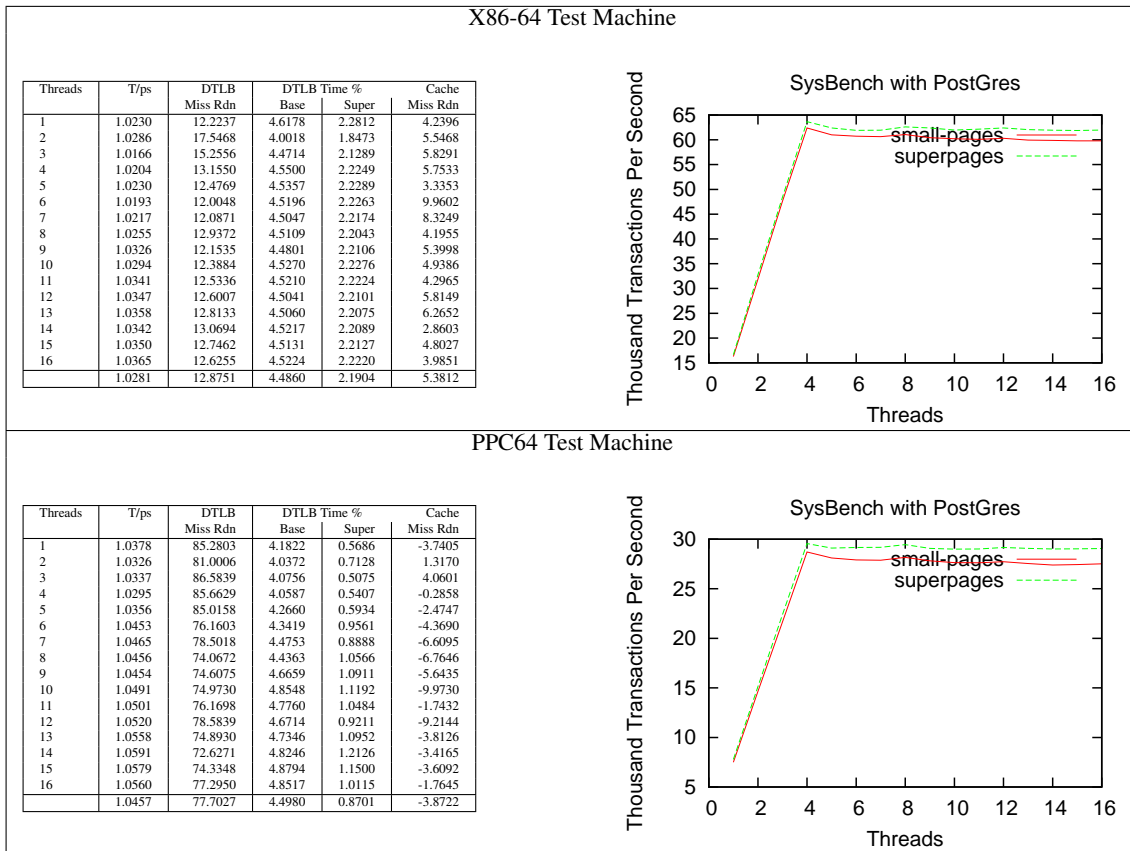 X86-64 Test Machine
Threads T/ps DTLB DTLB Time % Cache
Miss Rdn Base Super Miss Rdn
1 1.0230 12.2237 4.6178 2.2812 4.2396
2 1.0286 17.5468 4.0018 1.8473 5.5468
3 1.0166 15.2556 4.4714 2.1289 5.8291
4 1.0204 13.1550 4.5500 2.2249 5.7533
5 1.0230 12.4769 4.5357 2.2289 3.3353
6 1.0193 12.0048 4.5196 2.2263 9.9602
7 1.0217 12.0871 4.5047 2.2174 8.3249
8 1.0255 12.9372 4.5109 2.2043 4.1955
9 1.0326 12.1535 4.4801 2.2106 5.3998
10 1.0294 12.3884 4.5270 2.2276 4.9386
11 1.0341 12.5336 4.5210 2.2224 4.2965
12 1.0347 12.6007 4.5041 2.2101 5.8149
13 1.0358 12.8133 4.5060 2.2075 6.2652
14 1.0342 13.0694 4.5217 2.2089 2.8603
15 1.0350 12.7462 4.5131 2.2127 4.8027
16 1.0365 12.6255 4.5224 2.2220 3.9851
1.0281 12.8751 4.4860 2.1904 5.3812
SysBench with PostGres
Thousand Transactions Per Second
65
60
55
50
45
40
35
30
25
20
15
small-pages
superpages
0 2 4 6 8 10 12 14 16
Threads
PPC64 Test Machine
Threads T/ps DTLB DTLB Time % Cache
Miss Rdn Base Super Miss Rdn
1 1.0378 85.2803 4.1822 0.5686 -3.7405
2 1.0326 81.0006 4.0372 0.7128 1.3170
3 1.0337 86.5839 4.0756 0.5075 4.0601
4 1.0295 85.6629 4.0587 0.5407 -0.2858
5 1.0356 85.0158 4.2660 0.5934 -2.4747
6 1.0453 76.1603 4.3419 0.9561 -4.3690
7 1.0465 78.5018 4.4753 0.8888 -6.6095
8 1.0456 74.0672 4.4363 1.0566 -6.7646
9 1.0454 74.6075 4.6659 1.0911 -5.6435
10 1.0491 74.9730 4.8548 1.1192 -9.9730
11 1.0501 76.1698 4.7760 1.0484 -1.7432
12 1.0520 78.5839 4.6714 0.9211 -9.2144
13 1.0558 74.8930 4.7346 1.0952 -3.8126
14 1.0591 72.6271 4.8246 1.2126 -3.4165
15 1.0579 74.3348 4.8794 1.1500 -3.6092
16 1.0560 77.2950 4.8517 1.0115 -1.7645
1.0457 77.7027 4.4980 0.8701 -3.8722
SysBench with PostGres
Thousand Transactions Per Second
30
25
20
15
10
5
small-pages
superpages
0 2 4 6 8 10 12 14 16
Threads